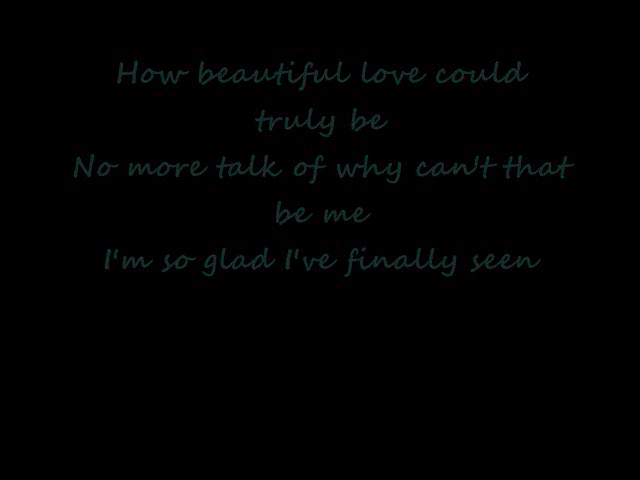 How beautiful love could
truly be
No more talk of why can't that
be me
I'm so glad I've finally seen